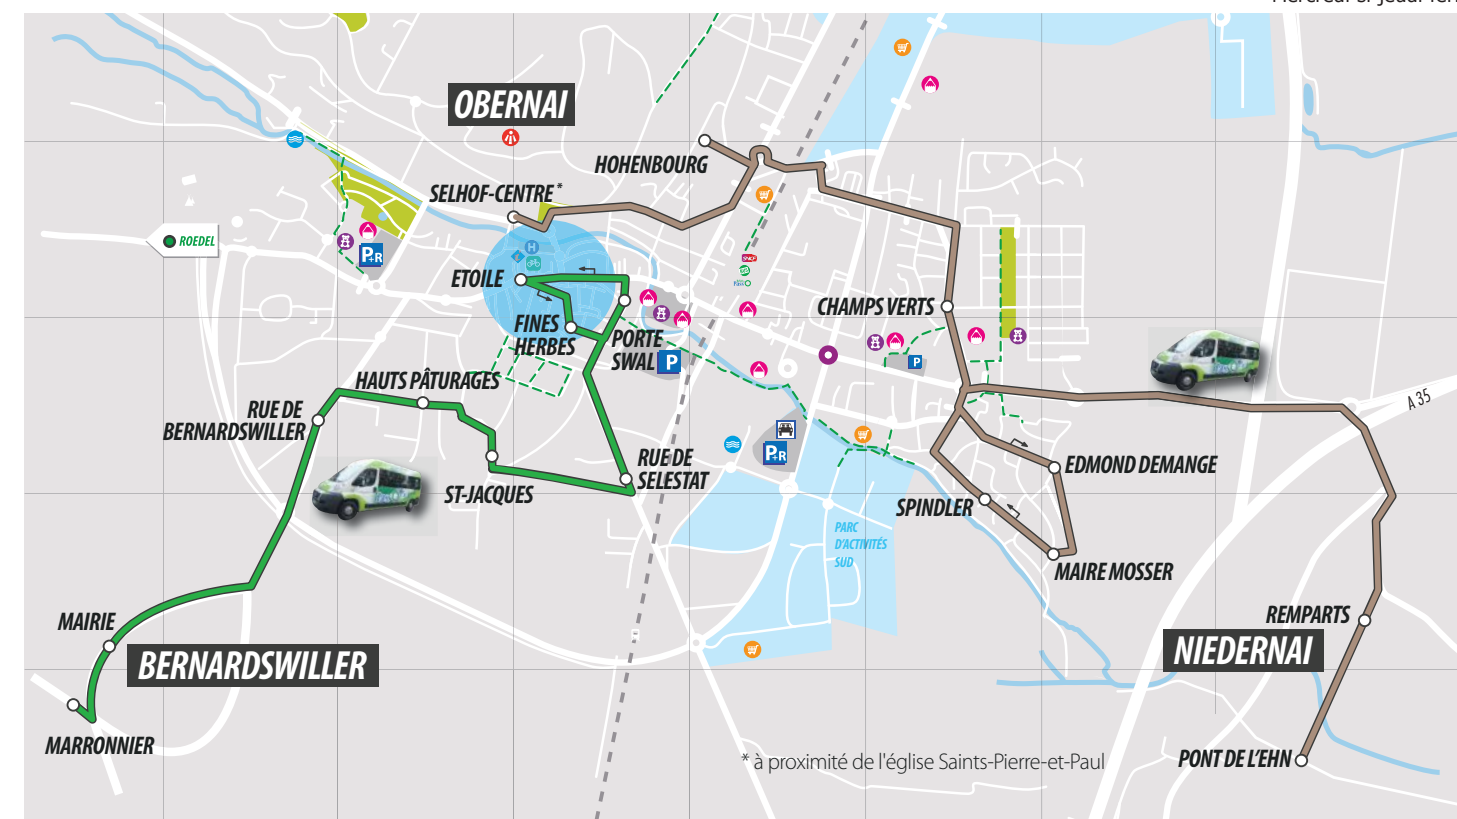 OBERNAI
HOHENBOURG
SELHOF-CENTRE *
ROEDEL
P+R
H
ETOILE
SNCF
CHAMPS VERTS
FINES
HERBES
PORTE
SWAL
P
P
HAUTS PÂTURAGES
RUE DE
BERNARDSWILLER
A 35
P+R
RUE DE
SELESTAT
EDMOND DEMANGE
ST-JACQUES
SPINDLER
PARC
D'ACTIVITÉS
SUD
MAIRE MOSSER
MAIRIE
REMPARTS
BERNARDSWILLER
NIEDERNAI
MARRONNIER
* à proximité de l'église Saints-Pierre-et-Paul
PONT DE L'EHN